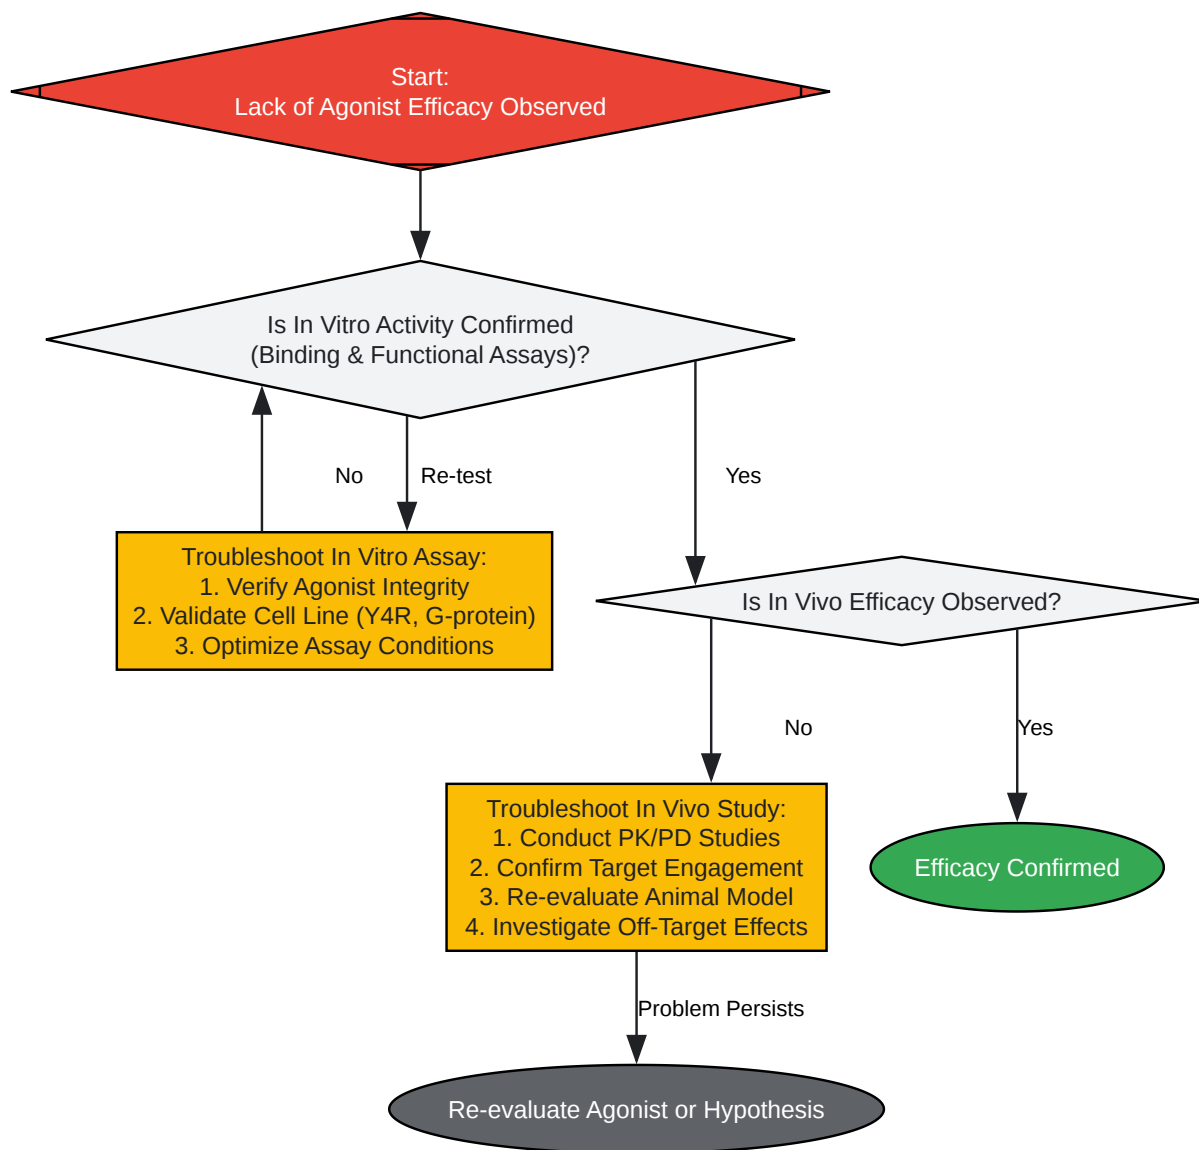 Start:
Lack of Agonist Efficacy Observed
Is In Vitro Activity Confirmed
(Binding & Functional Assays)?
No
Re-test
Yes
Troubleshoot In Vitro Assay:
1. Verify Agonist Integrity
2. Validate Cell Line (Y4R, G-protein)
3. Optimize Assay Conditions
Is In Vivo Efficacy Observed?
No
Yes
Troubleshoot In Vivo Study:
1. Conduct PK/PD Studies
2. Confirm Target Engagement
3. Re-evaluate Animal Model
4. Investigate Off-Target Effects
Efficacy Confirmed
Problem Persists
Re-evaluate Agonist or Hypothesis